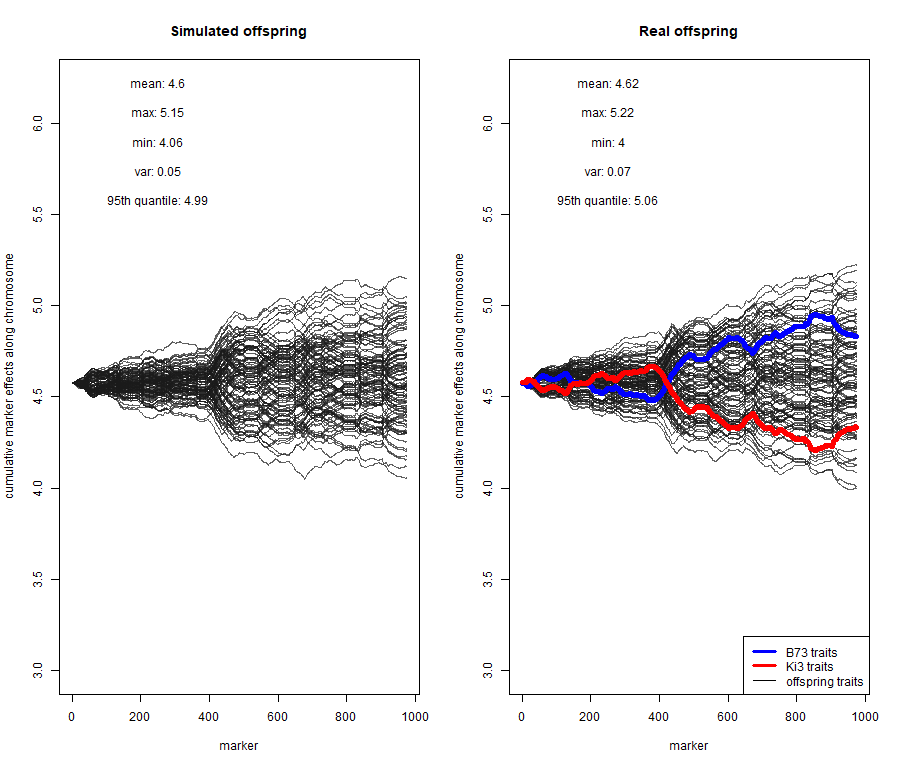 Simulated offspring
mean: 4.6
max: 5.15
min: 4.06
var: 0.05
95th quantile: 4.99
cumulative marker effects along chromosome
6.0
5.5
5.0
4.5
4.0
3.5
3.0
0
200
400
600
800
1000
marker
Real offspring
mean: 4.62
max: 5.22
min: 4
var: 0.07
95th quantile: 5.06
cumulative marker effects along chromosome
6.0
5.5
5.0
4.5
4.0
3.5
3.0
B73 traits
Ki3 traits
offspring traits
0
200
400
600
800
1000
marker